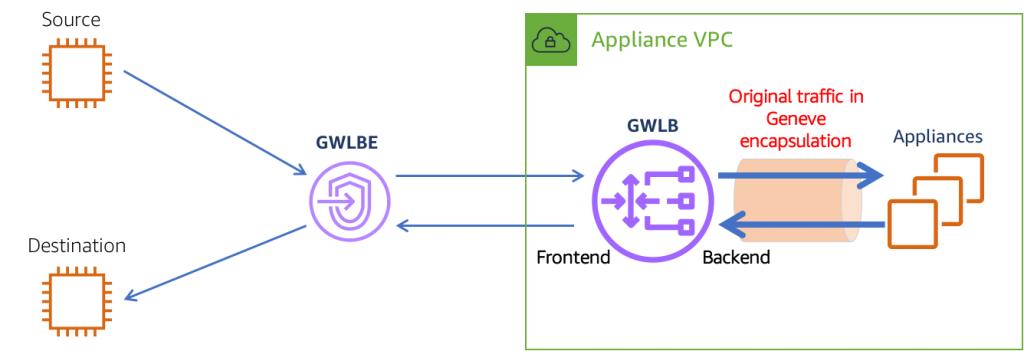 Source
Appliance VPC
Original traffic in
Geneve
encapsulation
GWLBE
GWLB
Appliances
Destination
Frontend
Backend